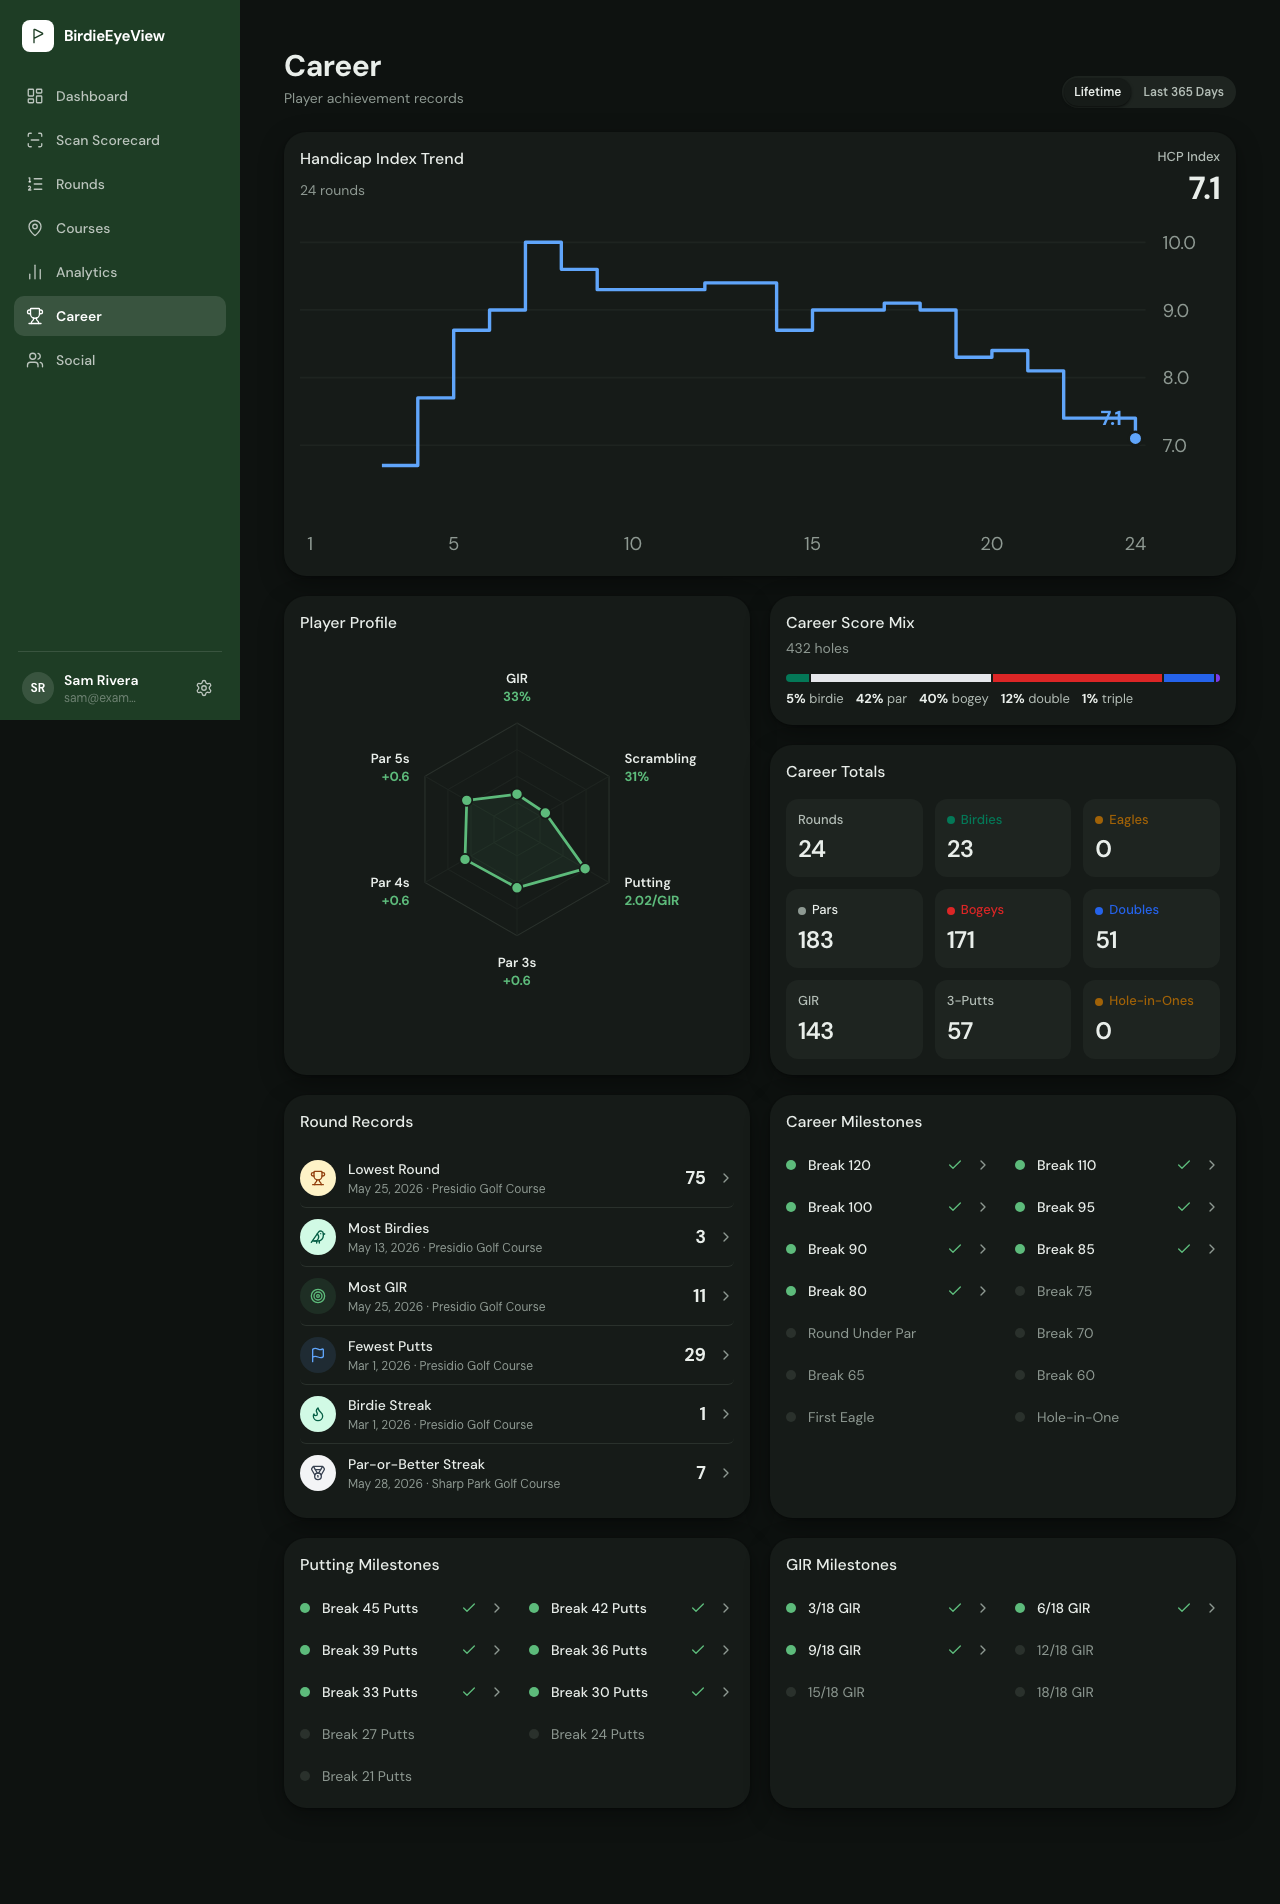 BirdieEyeView
Dashboard
Scan Scorecard
Rounds
Courses
Analytics
Career
Social
SR
Sam Rivera
sam@exam...
Career
Player achievement records
Lifetime
Last 365 Days
Handicap Index Trend
24 rounds
HCP Index
7.1
10.0
9.0
8.0
7.0
7.1
1
5
10
15
20
24
Player Profile
GIR
33%
Scrambling
31%
Putting
2.02/GIR
Par 3s
+0.6
Par 4s
+0.6
Par 5s
+0.6
Career Score Mix
432 holes
5% birdie 42% par 40% bogey 12% double 1% triple
Career Totals
Rounds
24
Birdies
23
Eagles
0
Pars
183
Bogeys
171
Doubles
51
GIR
143
3-Putts
57
Hole-in-Ones
0
Round Records
Lowest Round
May 25, 2026 · Presidio Golf Course
75
Most Birdies
May 13, 2026 · Presidio Golf Course
3
Most GIR
May 25, 2026 · Presidio Golf Course
11
Fewest Putts
Mar 1, 2026 · Presidio Golf Course
29
Birdie Streak
Mar 1, 2026 · Presidio Golf Course
1
Par-or-Better Streak
May 28, 2026 · Sharp Park Golf Course
7
Career Milestones
Break 120
Break 110
Break 100
Break 95
Break 90
Break 85
Break 80
Break 75
Round Under Par
Break 70
Break 65
Break 60
First Eagle
Hole-in-One
Putting Milestones
Break 45 Putts
Break 42 Putts
Break 39 Putts
Break 36 Putts
Break 33 Putts
Break 30 Putts
Break 27 Putts
Break 24 Putts
Break 21 Putts
GIR Milestones
3/18 GIR
6/18 GIR
9/18 GIR
12/18 GIR
15/18 GIR
18/18 GIR